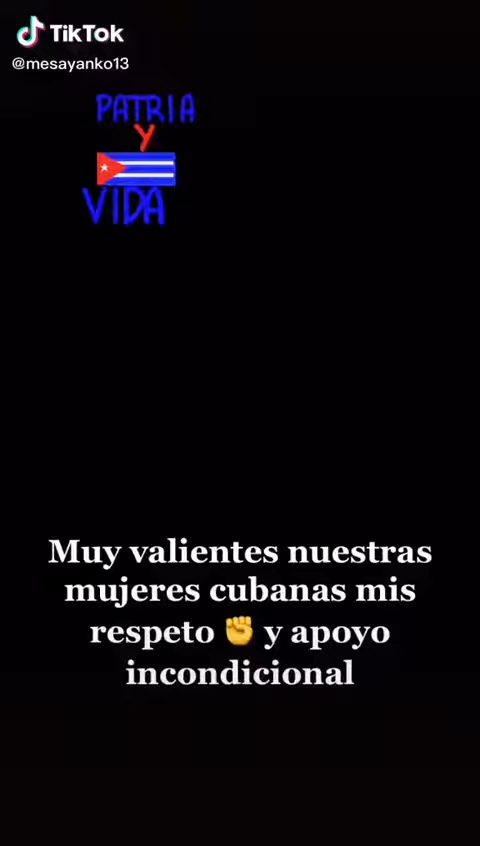 TikTok
@mesayanko13
PATRIA
Y
VIDA
Muy valientes nuestras
mujeres cubanas mis
respeto ✊ y apoyo
incondicional